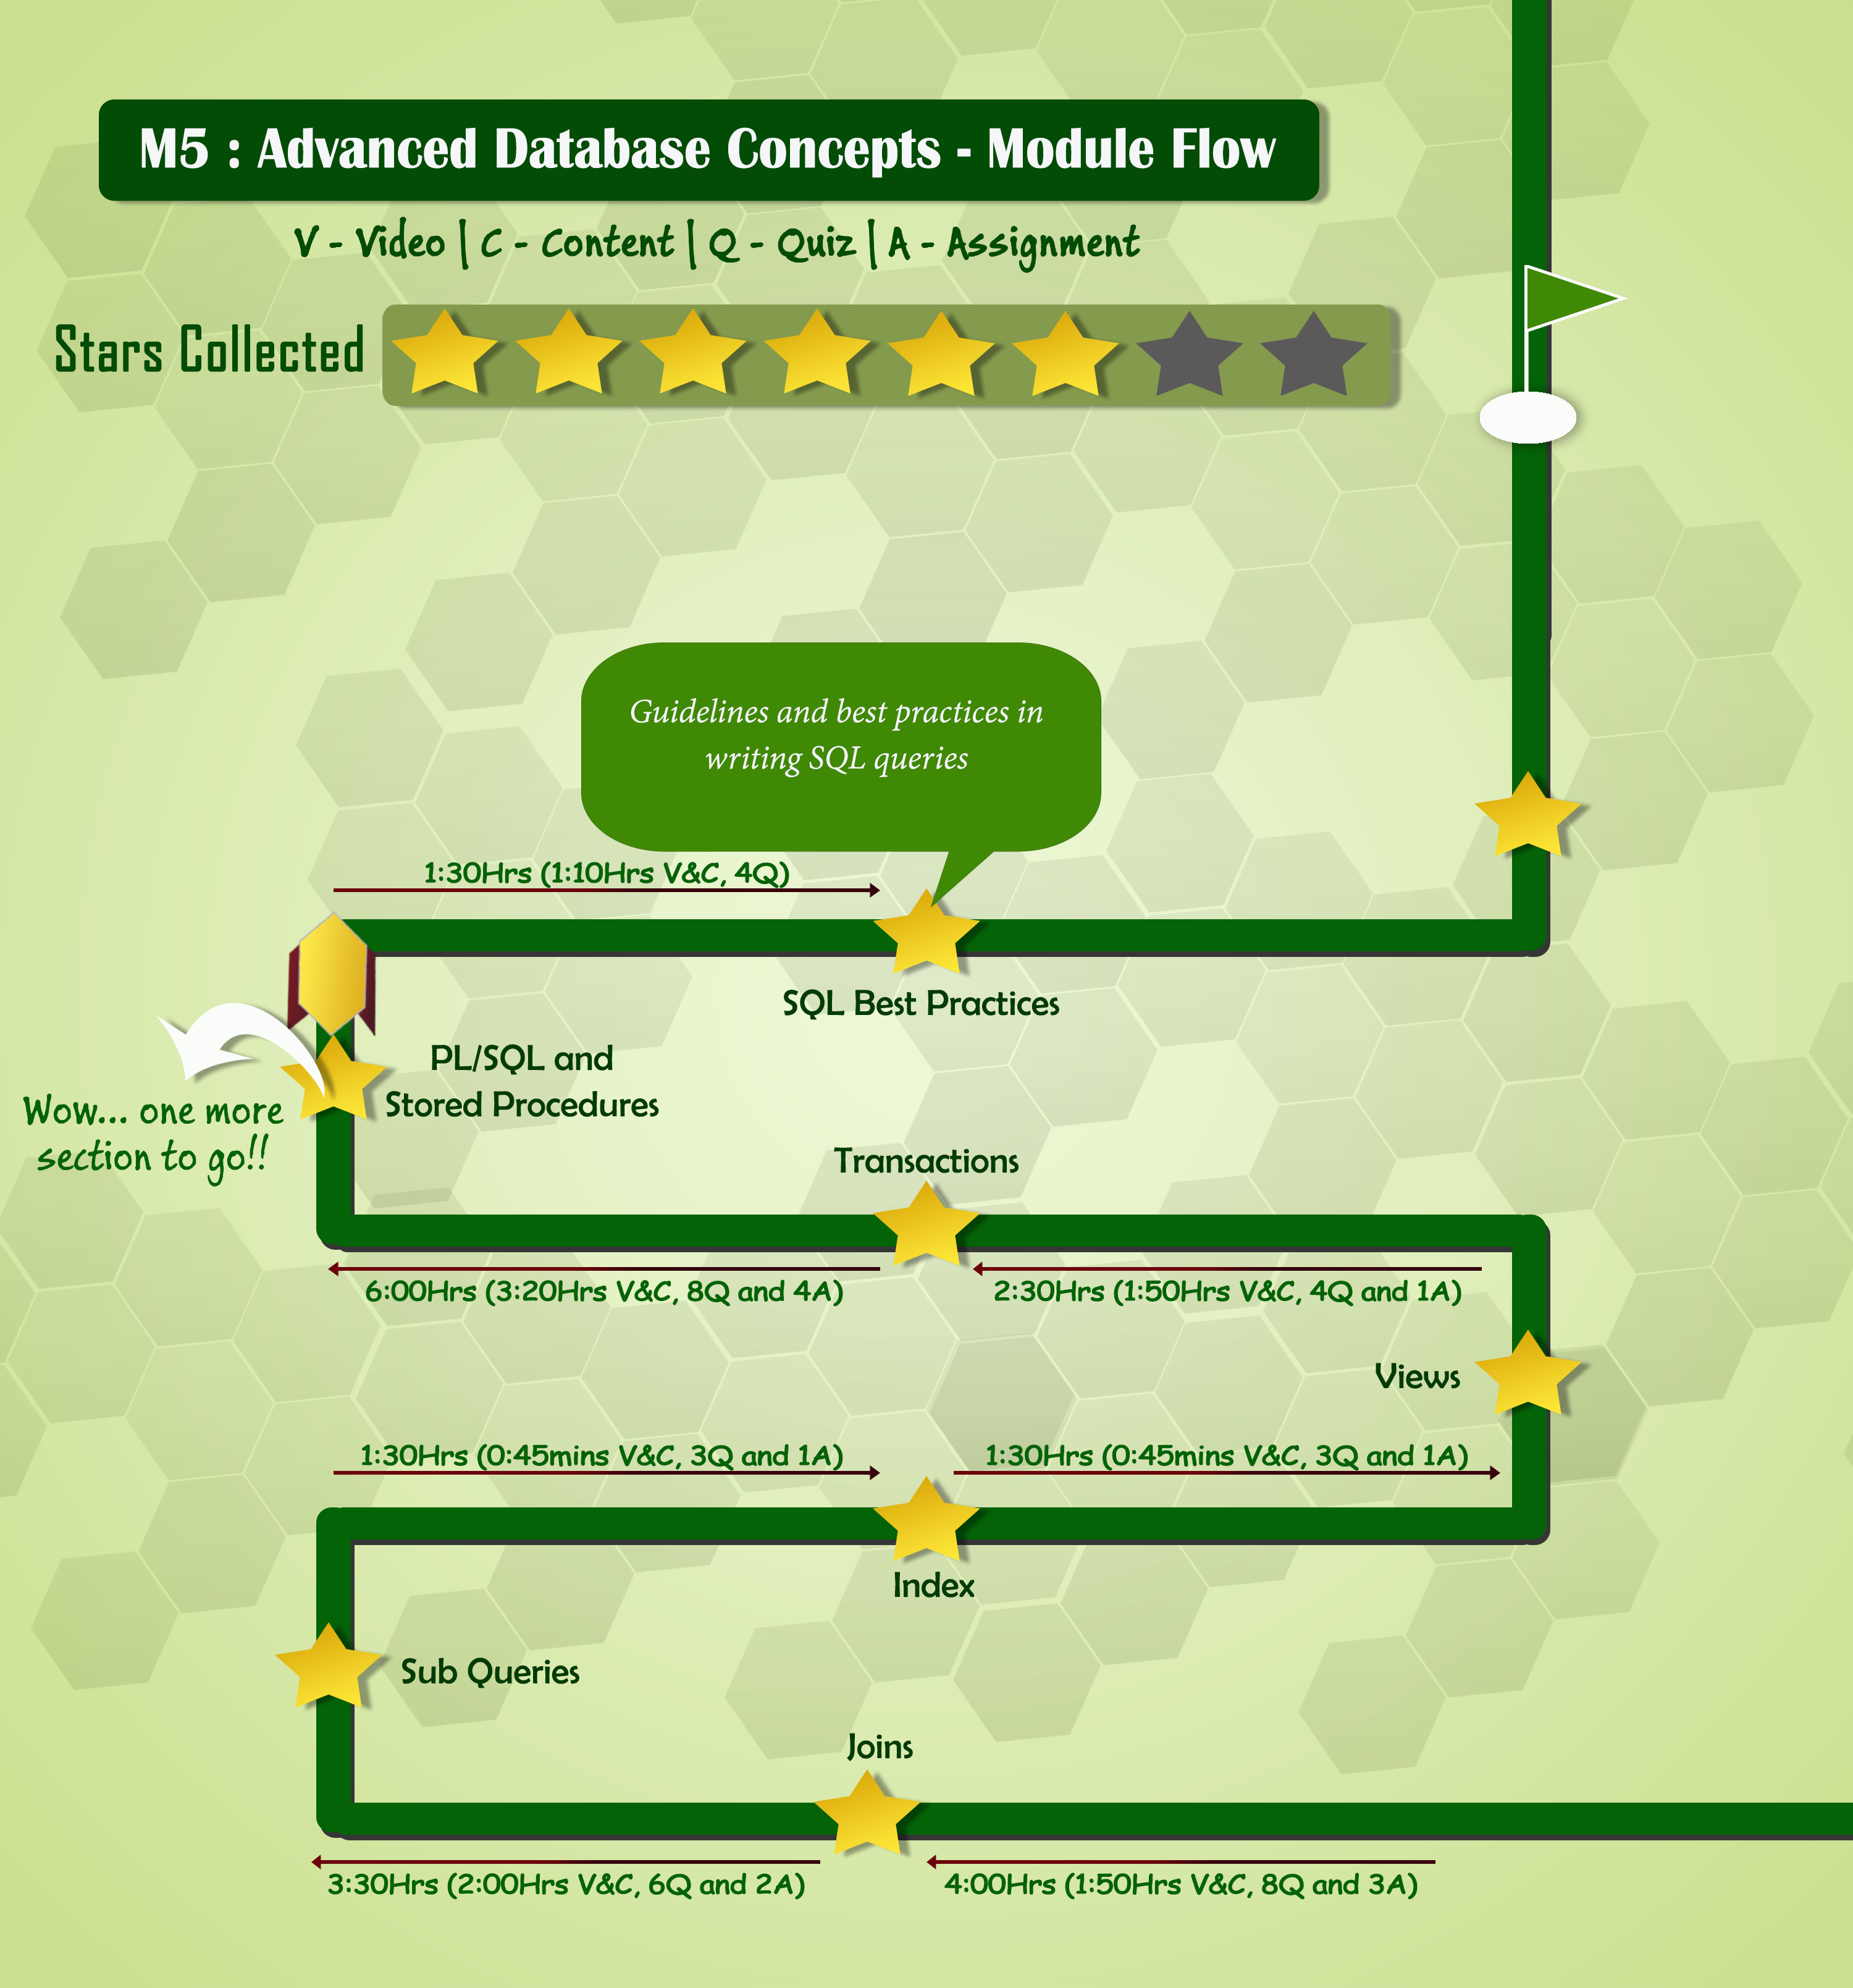 M5 : Advanced Database Concepts - Module Flow
V - Video | C - Content | Q - Quiz | A - Assignment
Stars Collected
Guidelines and best practices in
writing SQL queries
1:30Hrs (1:10Hrs V&C, 4Q)
SQL Best Practices
PL/SQL and
Stored Procedures
Wow... one more
section to go!!
Transactions
6:00Hrs (3:20Hrs V&C, 8Q and 4A)
2:30Hrs (1:50Hrs V&C, 4Q and 1A)
Views
1:30Hrs (0:45mins V&C, 3Q and 1A)
1:30Hrs (0:45mins V&C, 3Q and 1A)
Index
Sub Queries
Joins
3:30Hrs (2:00Hrs V&C, 6Q and 2A)
4:00Hrs (1:50Hrs V&C, 8Q and 3A)